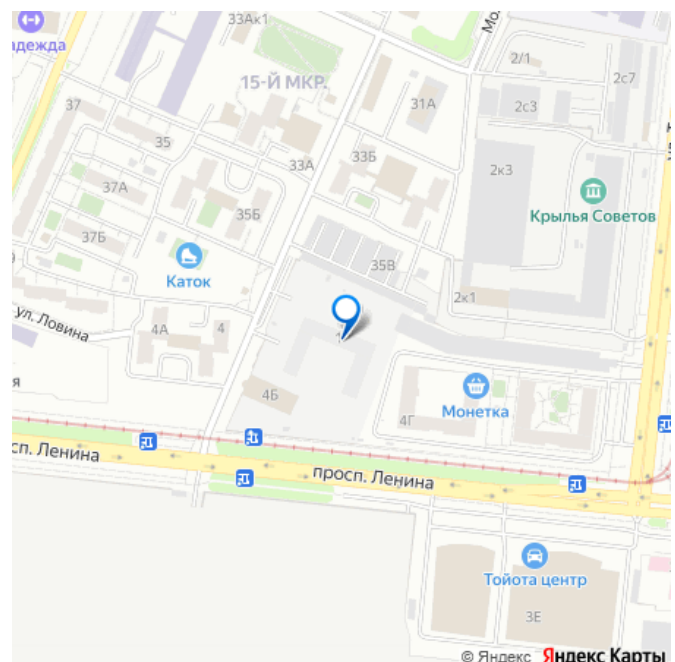 33Ак1
2/1
2с7
адежда
15-Й МКР.
37
31А
2с3
35
33А
33Б
2к3
37А
35Б
Крылья Советов
37Б
Каток
35В
2к1
ул. Ловина
4А
4
4Б
Монетка
4Г
сп. Ленина
просп. Ленина
Тойота центр
3Е
© Яндекс Яндекс Карты